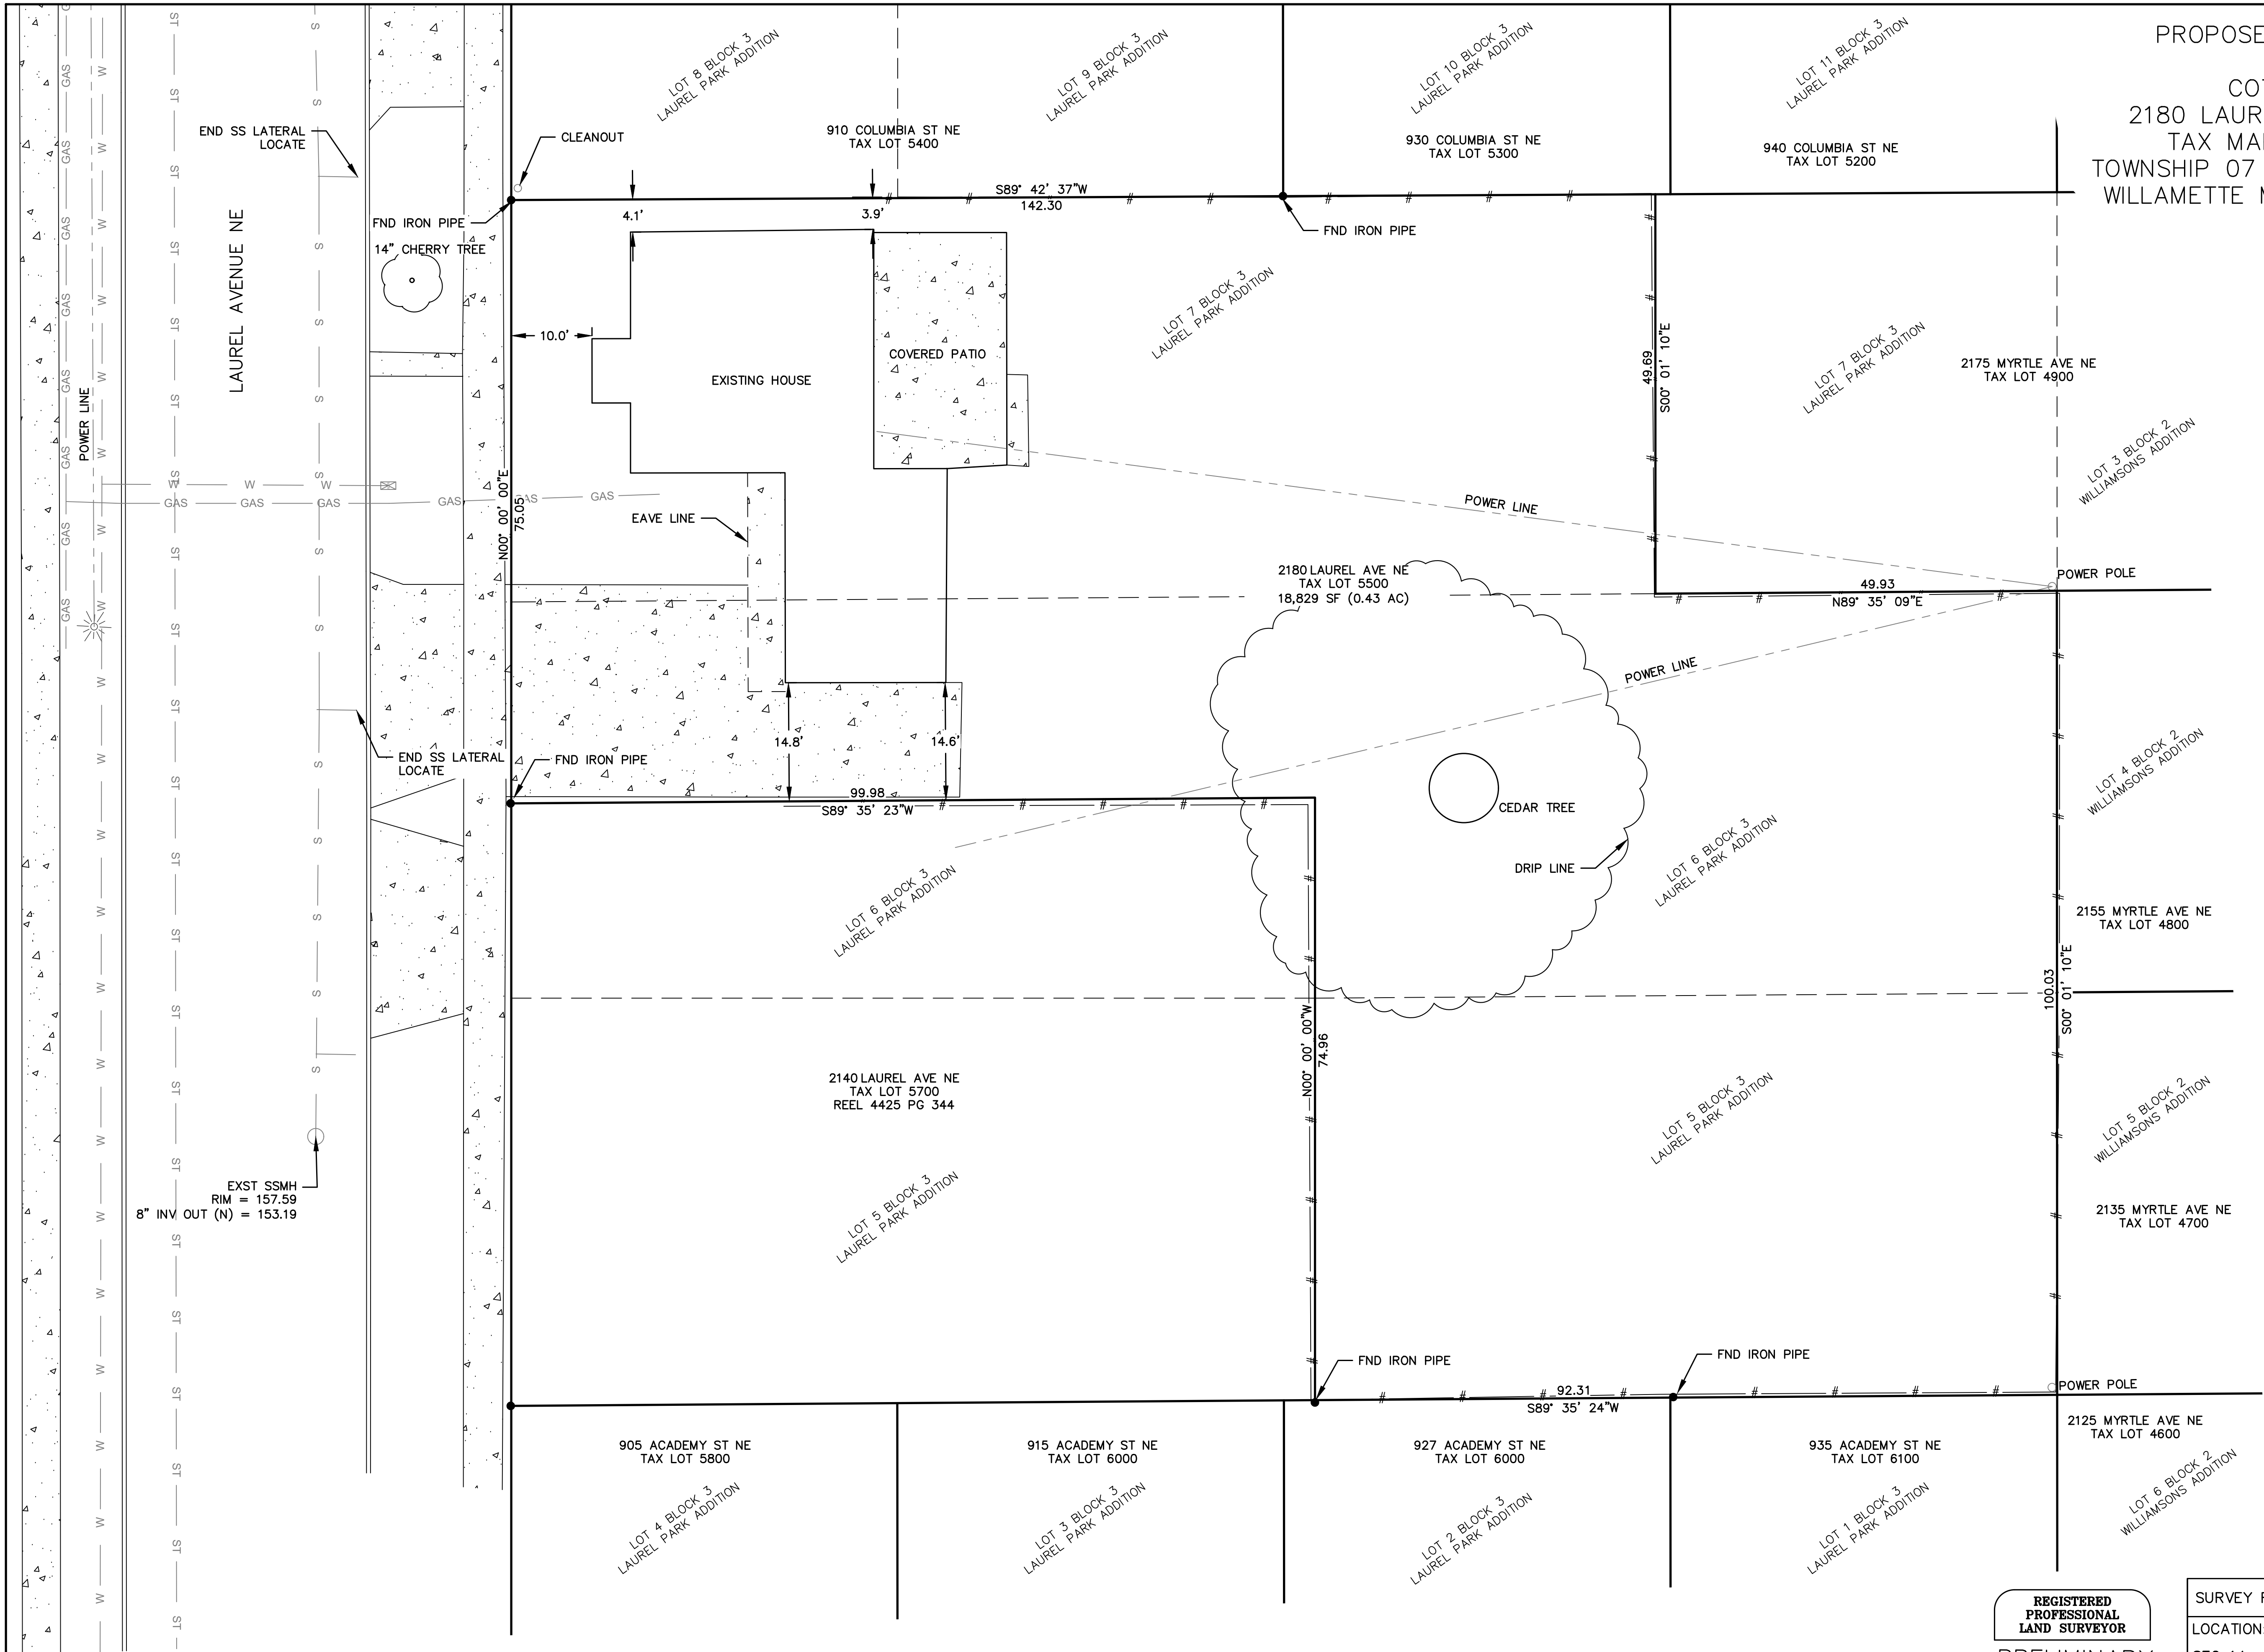 LOT 8 BLOCK 3
LAUREL PARK ADDITION
LOT 9 BLOCK 3
LAUREL PARK ADDITION
LOT 10 BLOCK 3
LAUREL PARK ADDITION
LOT 11 BLOCK 3
LAUREL PARK ADDITION
PROPOSE
CO
2180 LAUR
TAX MA
TOWNSHIP 07
WILLAMETTE
END SS LATERAL
LOCATE
CLEANOUT
910 COLUMBIA ST NE
TAX LOT 5400
930 COLUMBIA ST NE
TAX LOT 5300
940 COLUMBIA ST NE
TAX LOT 5200
S89° 42' 37"W
142.30
4.1'
3.9'
FND IRON PIPE
FND IRON PIPE
14" CHERRY TREE
LAUREL AVENUE NE
POWER LINE
10.0'
EXISTING HOUSE
COVERED PATIO
LOT 7 BLOCK 3
LAUREL PARK ADDITION
49.69
S00° 01' 10"E
LOT 7 BLOCK 3
LAUREL PARK ADDITION
2175 MYRTLE AVE NE
TAX LOT 4900
LOT 3 BLOCK 2
WILLIAMSONS ADDITION
W
W
W
GAS
GAS
GAS
GAS
GAS
GAS
N00° 00' 00"E
75.05
EAVE LINE
POWER LINE
2180 LAUREL AVE NE
TAX LOT 5500
18,829 SF (0.43 AC)
POWER POLE
49.93
N89° 35' 09"E
POWER LINE
14.8'
14.6'
END SS LATERAL
LOCATE
FND IRON PIPE
99.98
S89° 35' 23"W
CEDAR TREE
DRIP LINE
LOT 4 BLOCK 2
WILLIAMSONS ADDITION
LOT 6 BLOCK 3
LAUREL PARK ADDITION
LOT 6 BLOCK 3
LAUREL PARK ADDITION
2155 MYRTLE AVE NE
TAX LOT 4800
100.03
S00° 01' 10"E
N00° 00' 00"W
74.96
2140 LAUREL AVE NE
TAX LOT 5700
REEL 4425 PG 344
LOT 5 BLOCK 3
LAUREL PARK ADDITION
LOT 5 BLOCK 2
WILLIAMSONS ADDITION
EXST SSMH
RIM = 157.59
8" INV OUT (N) = 153.19
LOT 5 BLOCK 3
LAUREL PARK ADDITION
2135 MYRTLE AVE NE
TAX LOT 4700
FND IRON PIPE
FND IRON PIPE
92.31
S89° 35' 24"W
POWER POLE
905 ACADEMY ST NE
TAX LOT 5800
915 ACADEMY ST NE
TAX LOT 6000
927 ACADEMY ST NE
TAX LOT 6000
935 ACADEMY ST NE
TAX LOT 6100
2125 MYRTLE AVE NE
TAX LOT 4600
LOT 4 BLOCK 3
LAUREL PARK ADDITION
LOT 3 BLOCK 3
LAUREL PARK ADDITION
LOT 2 BLOCK 3
LAUREL PARK ADDITION
LOT 1 BLOCK 3
LAUREL PARK ADDITION
LOT 6 BLOCK 2
WILLIAMSONS ADDITION
REGISTERED
PROFESSIONAL
LAND SURVEYOR
SURVEY
LOCATION